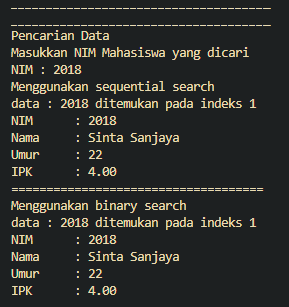 _____________________________________
_____________________________________
Pencarian Data
Masukkan NIM Mahasiswa yang dicari
NIM : 2018
Menggunakan sequential search
data : 2018 ditemukan pada indeks 1
NIM      : 2018
Nama     : Sinta Sanjaya
Umur     : 22
IPK      : 4.00
====================================
Menggunakan binary search
data : 2018 ditemukan pada indeks 1
NIM      : 2018
Nama     : Sinta Sanjaya
Umur     : 22
IPK      : 4.00